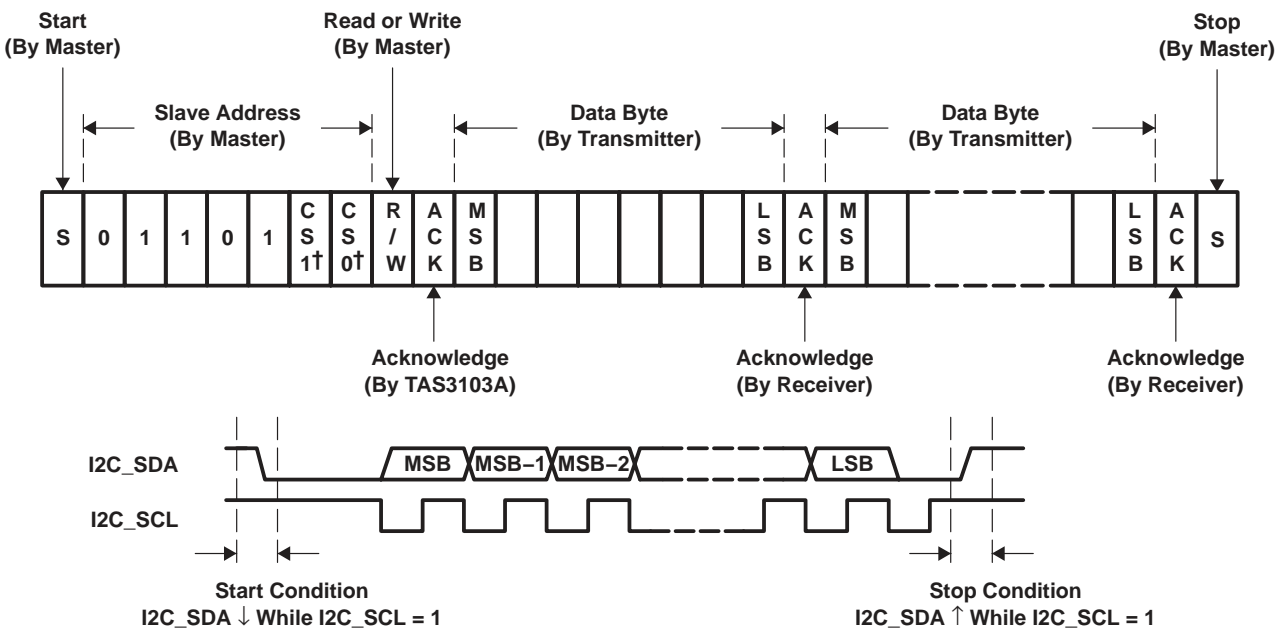 Start
(By Master)
Read or Write
(By Master)
Stop
(By Master)
Slave Address
(By Master)
Data Byte
(By Transmitter)
Data Byte
(By Transmitter)
S 0 1 1 0 1 CS1† CS0† R/W ACK MSB LSB ACK MSB LSB ACK S
Acknowledge
(By TAS3103A)
Acknowledge
(By Receiver)
Acknowledge
(By Receiver)
I2C_SDA MSB MSB−1 MSB−2 LSB
I2C_SCL
Start Condition
I2C_SDA ↓ While I2C_SCL = 1
Stop Condition
I2C_SDA ↑ While I2C_SCL = 1